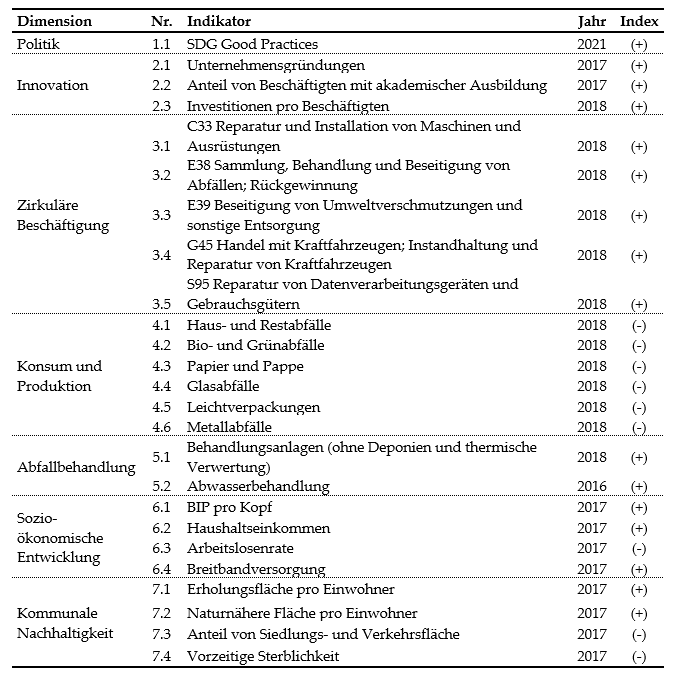 Dimension Nr. Indikator Jahr Index
Politik 1.1 SDG Good Practices 2021 (+)
2.1 Unternehmensgründungen 2017 (+)
Innovation 2.2 Anteil von Beschäftigten mit akademischer Ausbildung 2017 (+)
2.3 Investitionen pro Beschäftigten 2018 (+)
C33 Reparatur und Installation von Maschinen und
3.1 Ausrüstungen 2018 (+)
E38 Sammlung, Behandlung und Beseitigung von
3.2 Abfällen; Rückgewinnung 2018 (+)
Zirkuläre
Beschäftigung
E39 Beseitigung von Umweltverschmutzungen und
3.3 sonstige Entsorgung 2018 (+)
G45 Handel mit Kraftfahrzeugen; Instandhaltung und
3.4 Reparatur von Kraftfahrzeugen 2018 (+)
S95 Reparatur von Datenverarbeitungsgeräten und
3.5 Gebrauchsgütern 2018 (+)
4.1 Haus- und Restabfälle 2018 (-)
4.2 Bio- und Grünabfälle 2018 (-)
Konsum und 4.3 Papier und Pappe 2018 (-)
Produktion 4.4 Glasabfälle 2018 (-)
4.5 Leichtverpackungen 2018 (-)
4.6 Metallabfälle 2018 (-)
Behandlungsanlagen (ohne Deponien und thermische
Abfallbehandlung 5.1 Verwertung) 2018 (+)
5.2 Abwasserbehandlung 2016 (+)
6.1 BIP pro Kopf 2017 (+)
Sozio- 6.2 Haushaltseinkommen 2017 (+)
ökonomische 6.3 Arbeitslosenrate 2017 (-)
Entwicklung 6.4 Breitbandversorgung 2017 (+)
7.1 Erholungsfläche pro Einwohner 2017 (+)
Kommunale 7.2 Naturnähere Fläche pro Einwohner 2017 (+)
Nachhaltigkeit 7.3 Anteil von Siedlungs- und Verkehrsfläche 2017 (-)
7.4 Vorzeitige Sterblichkeit 2017 (-)